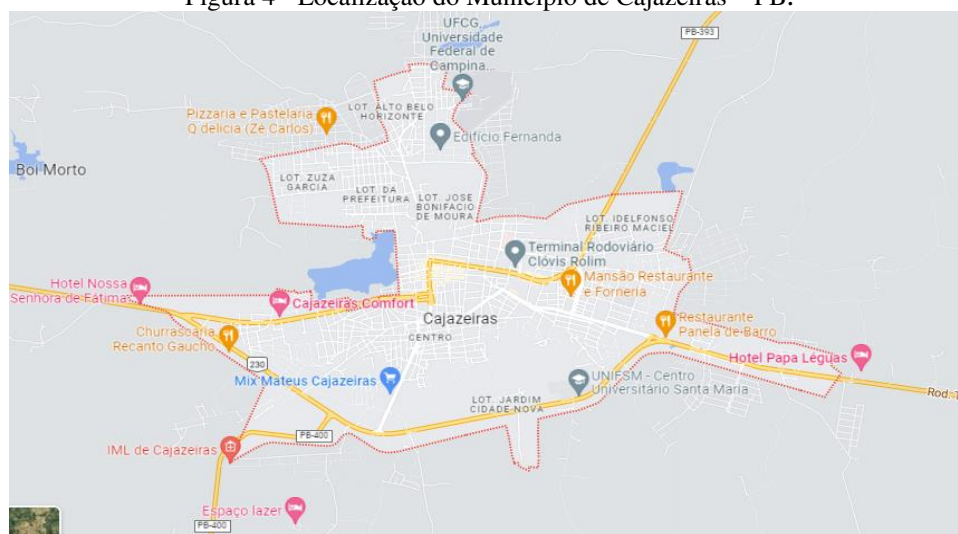 Figura 4 - Localização do Município de Cajazeiras – PB.
UFCG,
Universidade
Federal de
Campina...
PB-393
LOT. ALTO BELO
HORIZONTE
Pizzaria e Pastelaria
Q delícia (Zé Carlos)
Edifício Fernanda
Boi Morto
LOT. ZUZA
GARCIA
LOT. DA
PREFEITURA
LOT. JOSE
BONIFACIO
DE MOURA
LOT. IDELFONSO
RIBEIRO MACIEL
Terminal Rodoviário
Clóvis Rolim
Hotel Nossa
Senhora de Fátima
Mansão Restaurante
e Forneria
Cajazeiras Comfort
Cajazeiras
CENTRO
Churrascaria
Recanto Gaucho
Restaurante
Panela de Barro
230
Hotel Papa Léguas
Mix Mateus Cajazeiras
UNIFSM - Centro
Universitário Santa Maria
Rod. T
LOT. JARDIM
CIDADE NOVA
PB-400
IML de Cajazeiras
Espaço lazer
PB-400